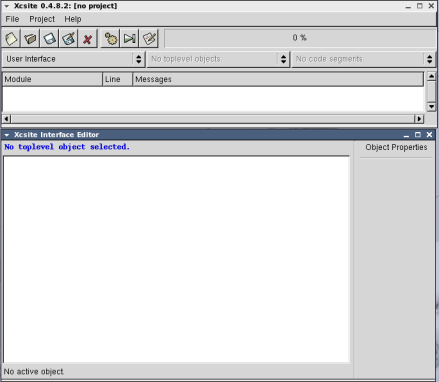 Xcsite 0.4.8.2: [no project]
File Project Help
0 %
User Interface No toplevel objects. No code segments.
Module Line Messages
Xcsite Interface Editor
No toplevel object selected. Object Properties
No active object.